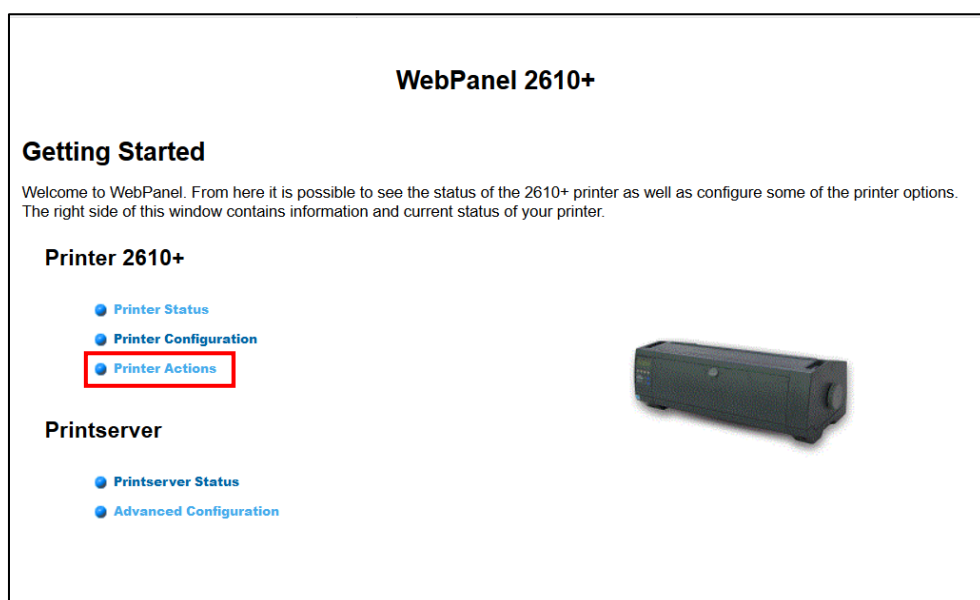 WebPanel 2610+
Getting Started
Welcome to WebPanel. From here it is possible to see the status of the 2610+ printer as well as configure some of the printer options.
The right side of this window contains information and current status of your printer.
Printer 2610+
Printer Status
Printer Configuration
Printer Actions
Printserver
Printserver Status
Advanced Configuration